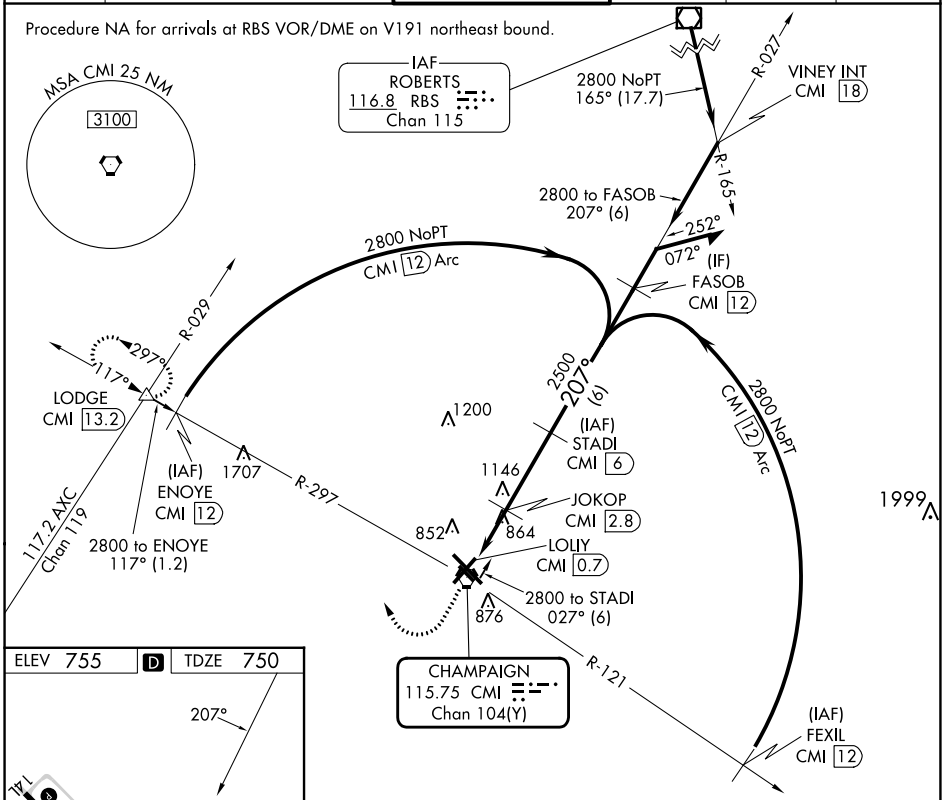 Procedure NA for arrivals at RBS VOR/DME on V191 northeast bound.
MSA CMI 25 NM
3100
IAF
ROBERTS
116.8 RBS
Chan 115
2800 NoPT
165° (17.7)
R-027
VINEY INT
CMI 18
R-165
2800 to FASOB
207° (6)
252°
072°
(IF)
FASOB
CMI 12
2800 NoPT
CMI 12 Arc
R-029
297°
117°
LODGE
CMI 13.2
2500
207°
(6)
2800 NoPT
CMI 12 Arc
1200
(IAF)
STADI
CMI 6
(IAF)
ENOYE
CMI 12
1707
R-297
1146
JOKOP
CMI 2.8
1999
852
864
117.2 AXC
Chan 119
2800 to ENOYE
117° (1.2)
LOLIY
CMI 0.7
2800 to STADI
027° (6)
876
R-121
ELEV 755
D
TDZE 750
CHAMPAIGN
115.75 CMI
Chan 104(Y)
207°
(IAF)
FEXIL
CMI 12
14L
P